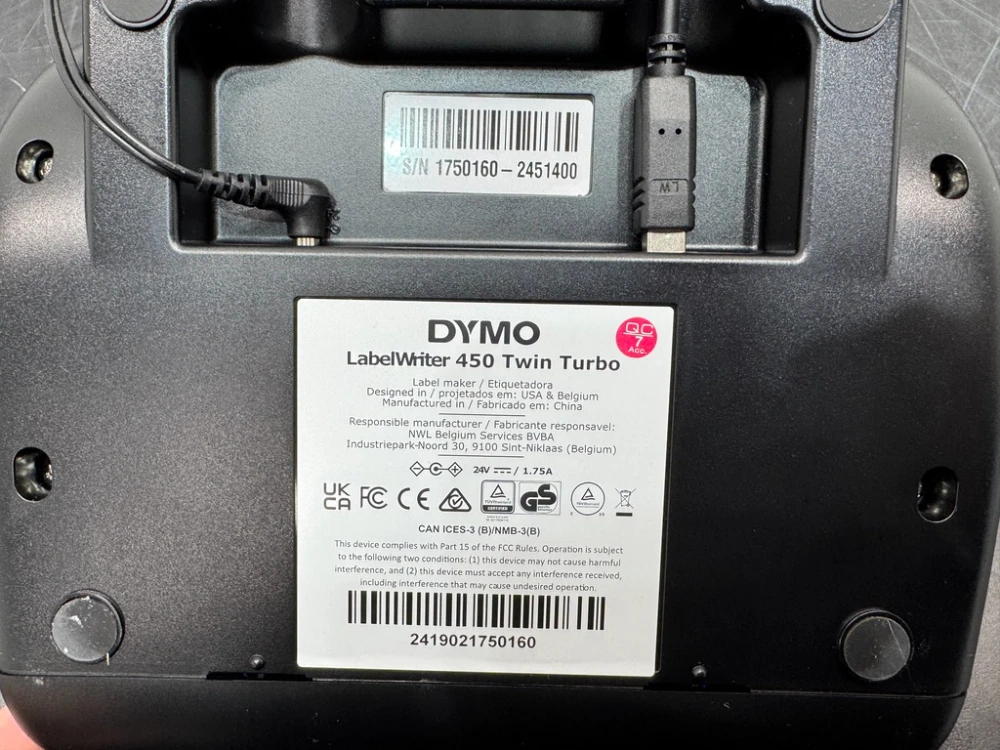 S/N 1750160 – 2451400
LW
DYMO
LabelWriter 450 Twin Turbo
QC
7
Acc.
Label maker / Etiquetadora
Designed in / projetados em: USA & Belgium
Manufactured in / Fabricado em: China
Responsible manufacturer / Fabricante responsavel:
NWL Belgium Services BVBA
Industriepark-Noord 30, 9100 Sint-Niklaas (Belgium)
24V / 1.75A
UK
CA FC CE GS
TÜVRheinland
CERTIFIED
CAN ICES-3 (B)/NMB-3(B)
This device complies with Part 15 of the FCC Rules. Operation is subject
to the following two conditions: (1) this device may not cause harmful
interference, and (2) this device must accept any interference received,
including interference that may cause undesired operation.
2419021750160